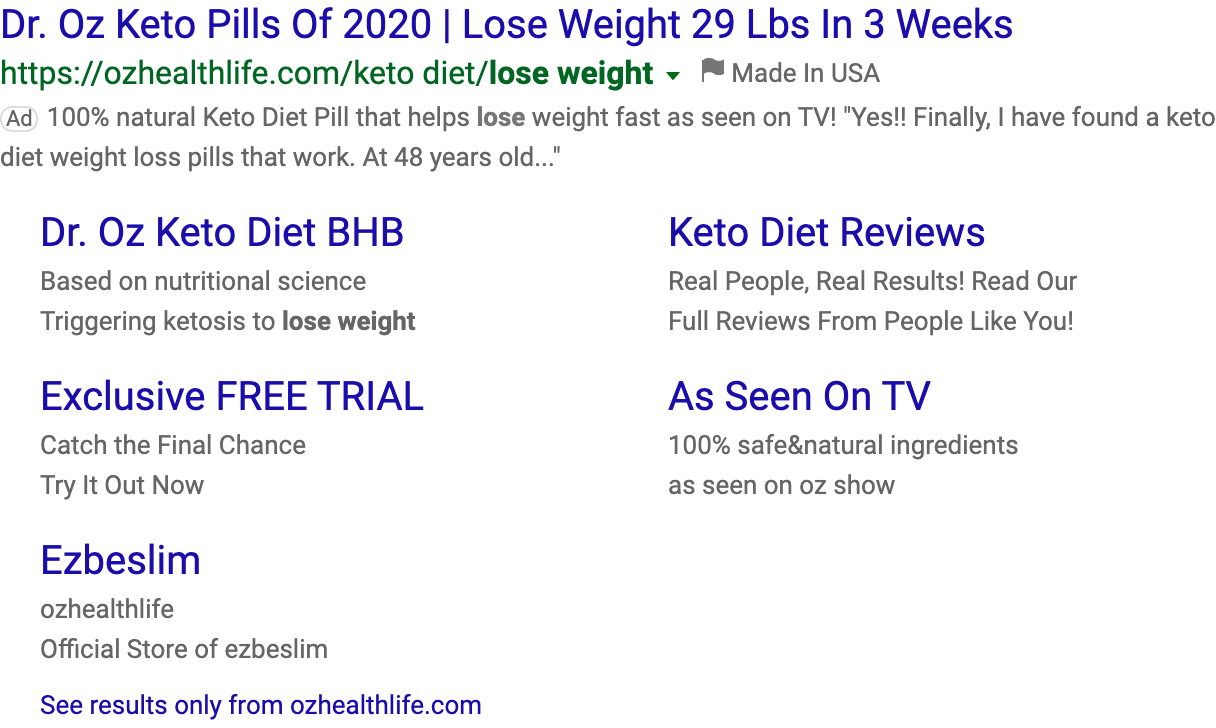 Dr. Oz Keto Pills Of 2020 | Lose Weight 29 Lbs In 3 Weeks
https://ozhealthlife.com/keto diet/lose weight Made In USA
Ad 100% natural Keto Diet Pill that helps lose weight fast as seen on TV! "Yes!! Finally, I have found a keto
diet weight loss pills that work. At 48 years old..."
Dr. Oz Keto Diet BHB
Based on nutritional science
Triggering ketosis to lose weight
Keto Diet Reviews
Real People, Real Results! Read Our
Full Reviews From People Like You!
Exclusive FREE TRIAL
Catch the Final Chance
Try It Out Now
As Seen On TV
100% safe&natural ingredients
as seen on oz show
Ezbeslim
ozhealthlife
Official Store of ezbeslim
See results only from ozhealthlife.com